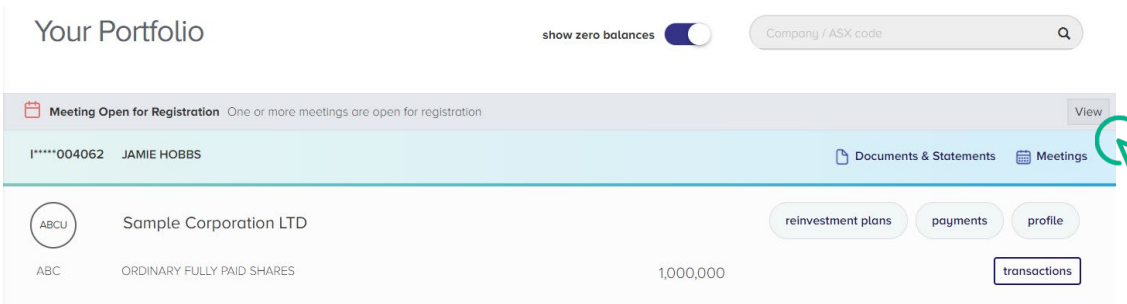 Your Portfolio
show zero balances
Company / ASX code
Meeting Open for Registration One or more meetings are open for registration
View
I*****004062 JAMIE HOBBS
Documents & Statements
Meetings
ABCU
Sample Corporation LTD
reinvestment plans
payments
profile
ABC
ORDINARY FULLY PAID SHARES
1,000,000
transactions